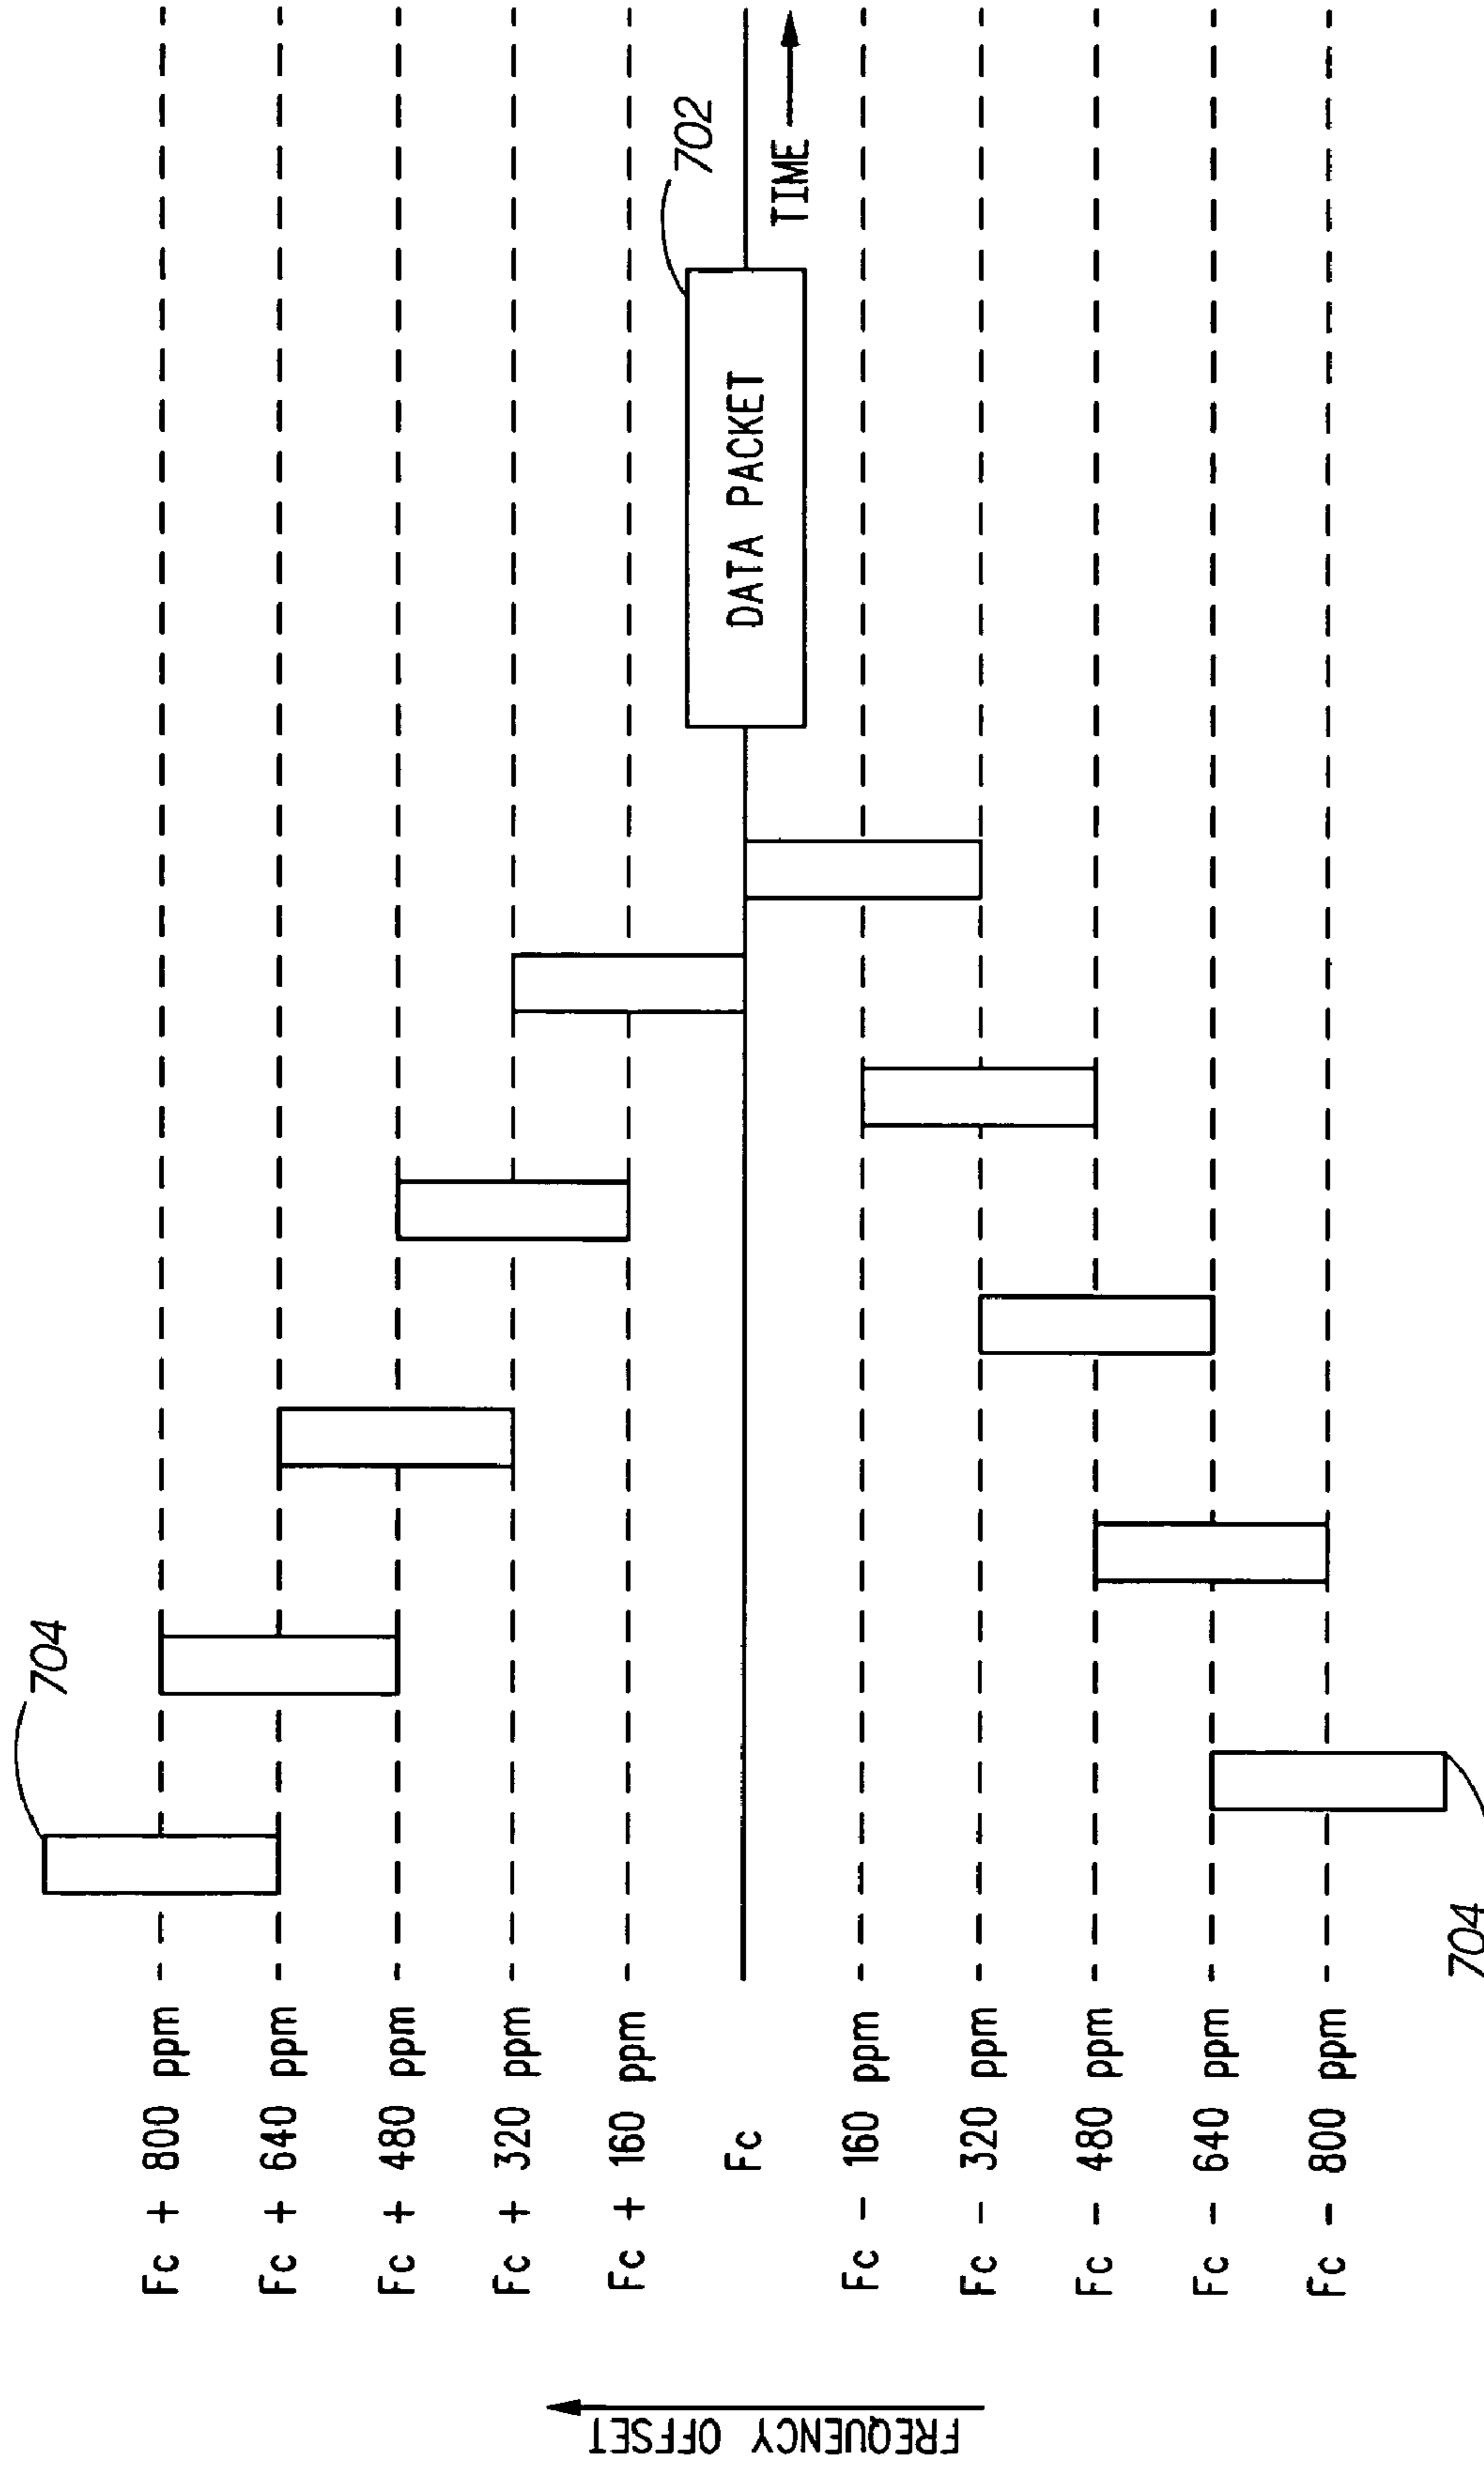 704
702
Fc + 800 ppm
Fc + 640 ppm
Fc + 480 ppm
Fc + 320 ppm
Fc + 160 ppm
Fc
DATA PACKET
TIME
Fc - 160 ppm
Fc - 320 ppm
Fc - 480 ppm
Fc - 640 ppm
Fc - 800 ppm
704
FREQUENCY OFFSET